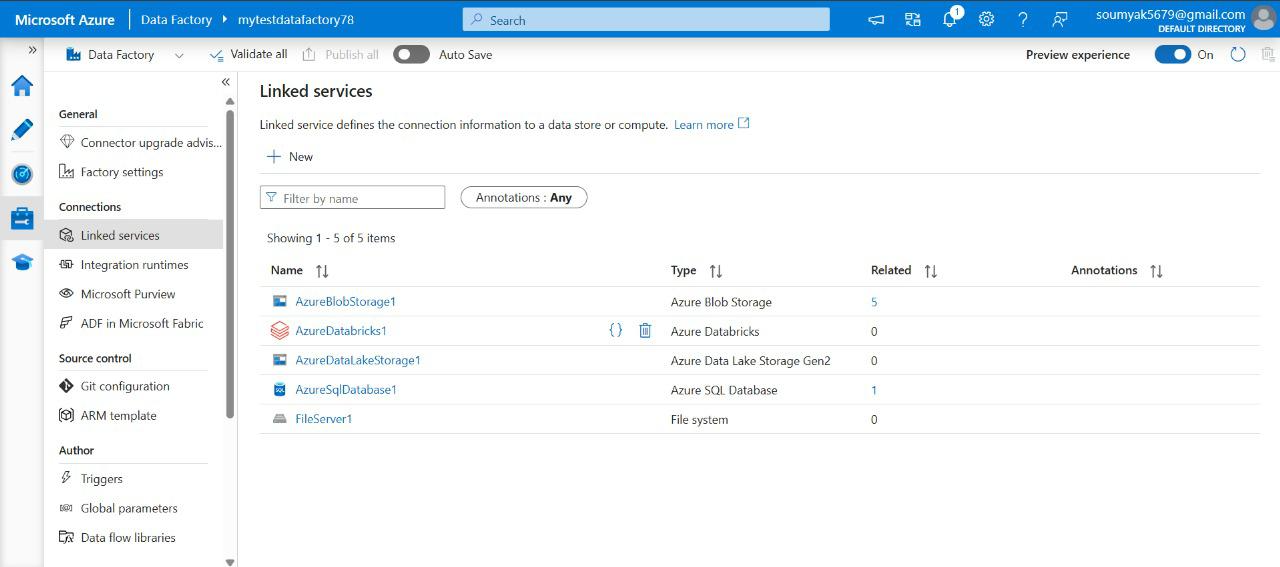 Microsoft Azure | Data Factory ▸ mytestdatafactory78 Search 1 soumyak5679@gmail.com
DEFAULT DIRECTORY
» Data Factory Validate all Publish all Auto Save Preview experience On
«
General
Connector upgrade advis...
Factory settings
Connections
Linked services
Integration runtimes
Microsoft Purview
ADF in Microsoft Fabric
Source control
Git configuration
ARM template
Author
Triggers
Global parameters
Data flow libraries
Linked services
Linked service defines the connection information to a data store or compute. Learn more
+ New
Filter by name Annotations : Any
Showing 1 - 5 of 5 items
Name Type Related Annotations
AzureBlobStorage1 Azure Blob Storage 5
AzureDatabricks1 {} Azure Databricks 0
AzureDataLakeStorage1 Azure Data Lake Storage Gen2 0
SQL AzureSqlDatabase1 Azure SQL Database 1
FileServer1 File system 0